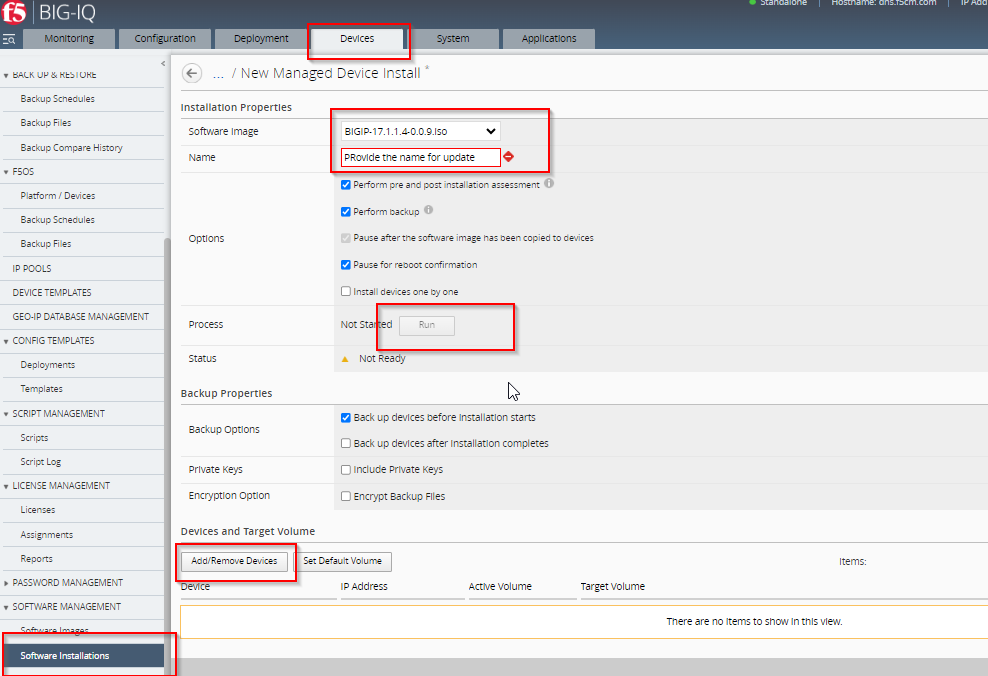 f5 BIG-IQ
Standalone | Hostname: dns.f5cm.com | IP Add
Monitoring Configuration Deployment Devices System Applications
BACK UP & RESTORE
Backup Schedules
Backup Files
Backup Compare History
F5OS
Platform / Devices
Backup Schedules
Backup Files
IP POOLS
DEVICE TEMPLATES
GEO-IP DATABASE MANAGEMENT
CONFIG TEMPLATES
Deployments
Templates
SCRIPT MANAGEMENT
Scripts
Script Log
LICENSE MANAGEMENT
Licenses
Assignments
Reports
PASSWORD MANAGEMENT
SOFTWARE MANAGEMENT
Software Images
Software Installations
... / New Managed Device Install *
Installation Properties
Software Image BIGIP-17.1.1.4-0.0.9.iso
Name PROvide the name for update
Options
Perform pre and post installation assessment
Perform backup
Pause after the software image has been copied to devices
Pause for reboot confirmation
Install devices one by one
Process Not Started Run
Status Not Ready
Backup Properties
Backup Options
Back up devices before installation starts
Back up devices after installation completes
Private Keys Include Private Keys
Encryption Option Encrypt Backup Files
Devices and Target Volume
Add/Remove Devices Set Default Volume Items:
Device IP Address Active Volume Target Volume
There are no items to show in this view.